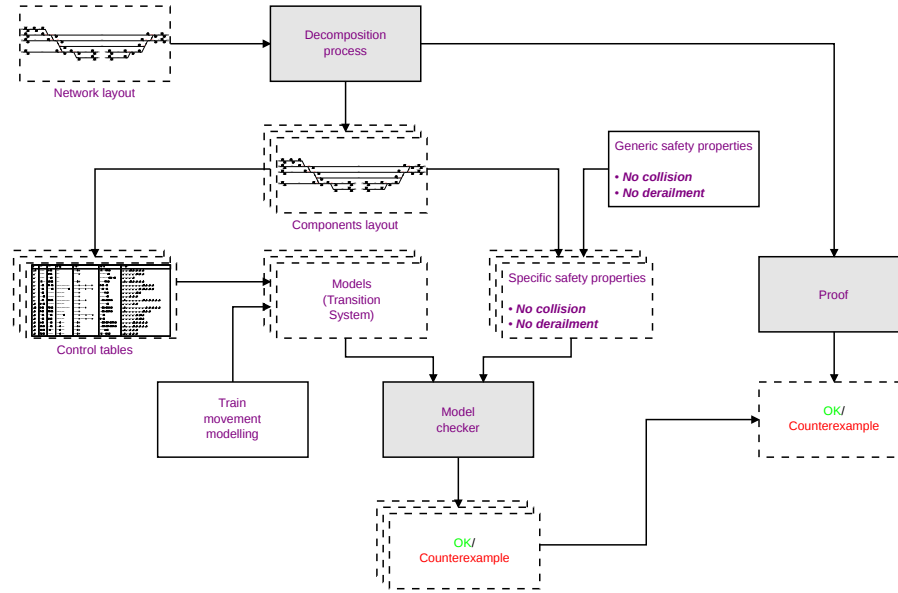 Decomposition
process
Network layout
Generic safety properties
• No collision
• No derailment
Components layout
Models
(Transition
System)
Specific safety properties
• No collision
• No derailment
Proof
Control tables
Train
movement
modelling
Model
checker
OK/
Counterexample
OK/
Counterexample